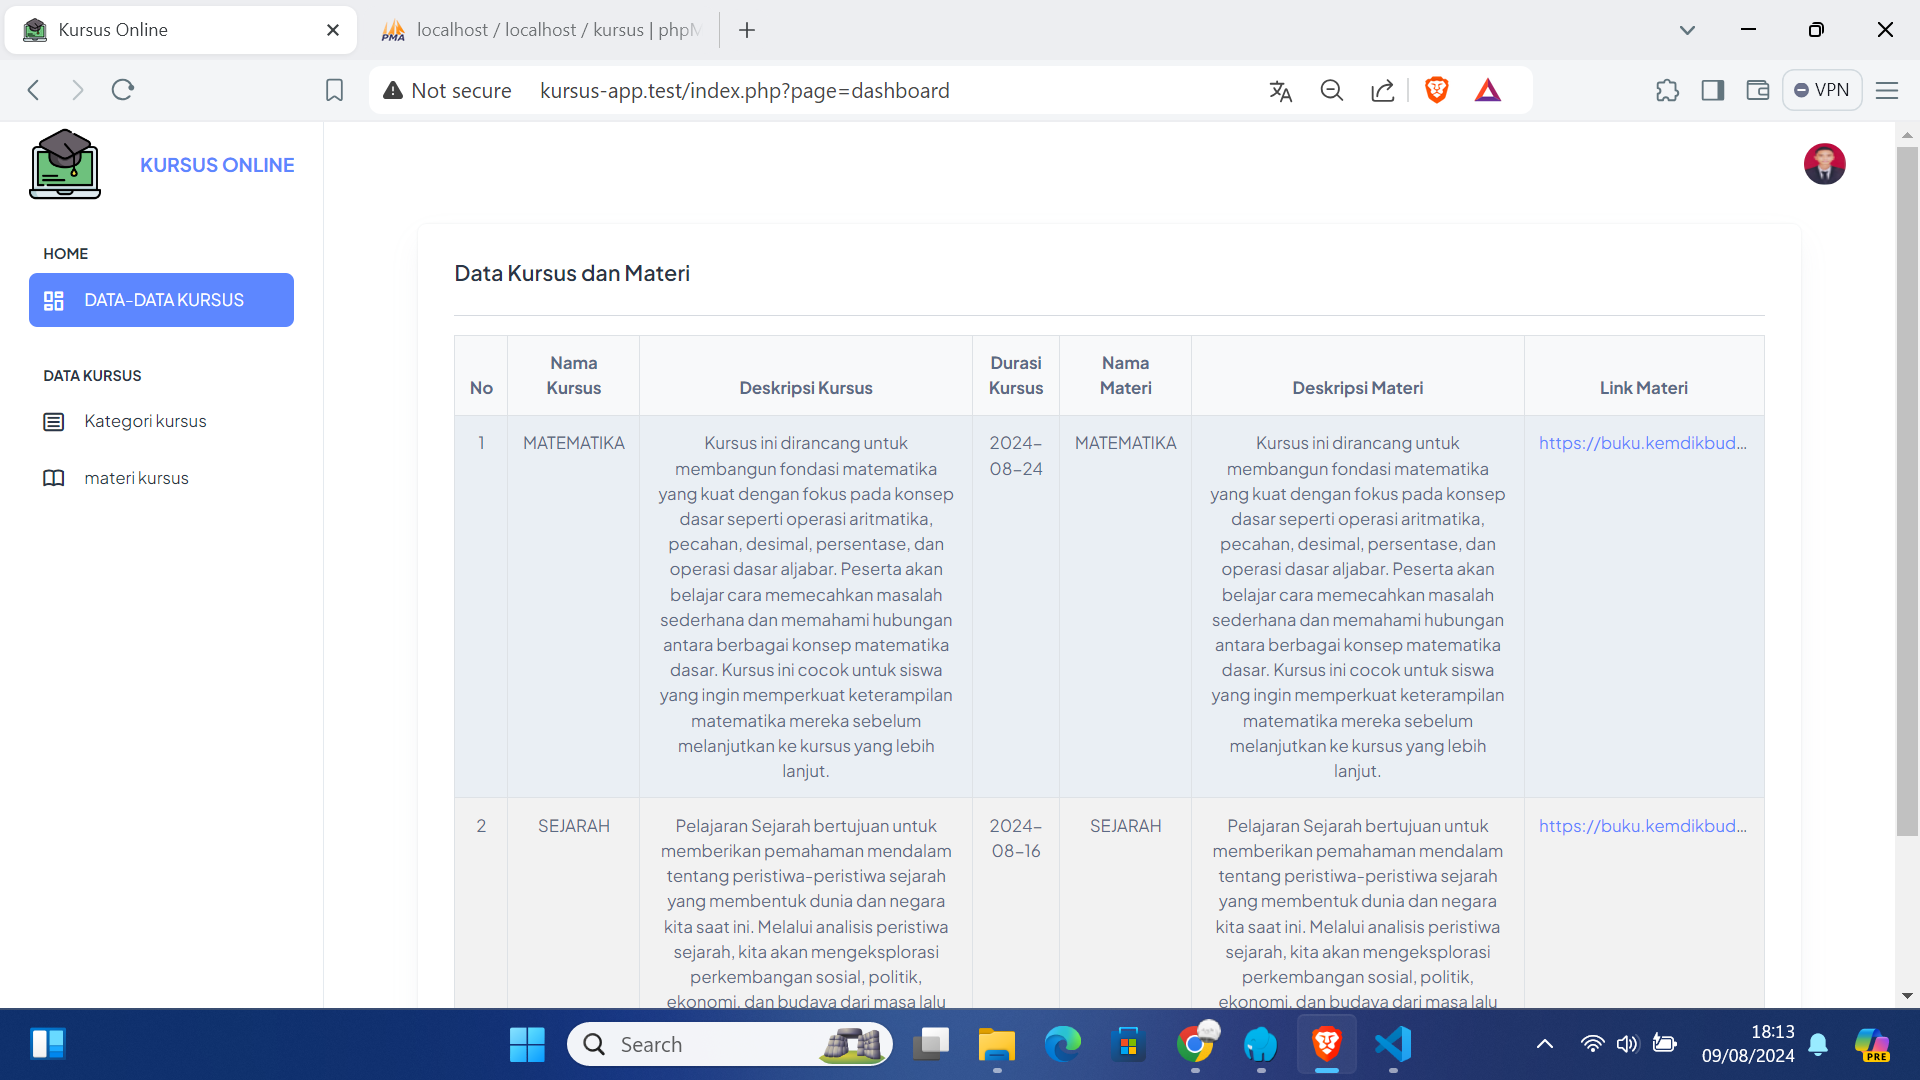 Kursus Online
localhost / localhost / kursus | phpM
Not secure
kursus-app.test/index.php?page=dashboard
VPN
KURSUS ONLINE
HOME
DATA-DATA KURSUS
DATA KURSUS
Kategori kursus
materi kursus
Data Kursus dan Materi
No
Nama
Kursus
Deskripsi Kursus
Durasi
Kursus
Nama
Materi
Deskripsi Materi
Link Materi
1
MATEMATIKA
Kursus ini dirancang untuk
membangun fondasi matematika
yang kuat dengan fokus pada konsep
dasar seperti operasi aritmatika,
pecahan, desimal, persentase, dan
operasi dasar aljabar. Peserta akan
belajar cara memecahkan masalah
sederhana dan memahami hubungan
antara berbagai konsep matematika
dasar. Kursus ini cocok untuk siswa
yang ingin memperkuat keterampilan
matematika mereka sebelum
melanjutkan ke kursus yang lebih
lanjut.
2024-
08-24
MATEMATIKA
Kursus ini dirancang untuk
membangun fondasi matematika
yang kuat dengan fokus pada konsep
dasar seperti operasi aritmatika,
pecahan, desimal, persentase, dan
operasi dasar aljabar. Peserta akan
belajar cara memecahkan masalah
sederhana dan memahami hubungan
antara berbagai konsep matematika
dasar. Kursus ini cocok untuk siswa
yang ingin memperkuat keterampilan
matematika mereka sebelum
melanjutkan ke kursus yang lebih
lanjut.
https://buku.kemdikbud...
2
SEJARAH
Pelajaran Sejarah bertujuan untuk
memberikan pemahaman mendalam
tentang peristiwa-peristiwa sejarah
yang membentuk dunia dan negara
kita saat ini. Melalui analisis peristiwa
sejarah, kita akan mengeksplorasi
perkembangan sosial, politik,
ekonomi, dan budaya dari masa lalu
2024-
08-16
SEJARAH
Pelajaran Sejarah bertujuan untuk
memberikan pemahaman mendalam
tentang peristiwa-peristiwa sejarah
yang membentuk dunia dan negara
kita saat ini. Melalui analisis peristiwa
sejarah, kita akan mengeksplorasi
perkembangan sosial, politik,
ekonomi, dan budaya dari masa lalu
https://buku.kemdikbud...
Search
18:13
09/08/2024
PRE